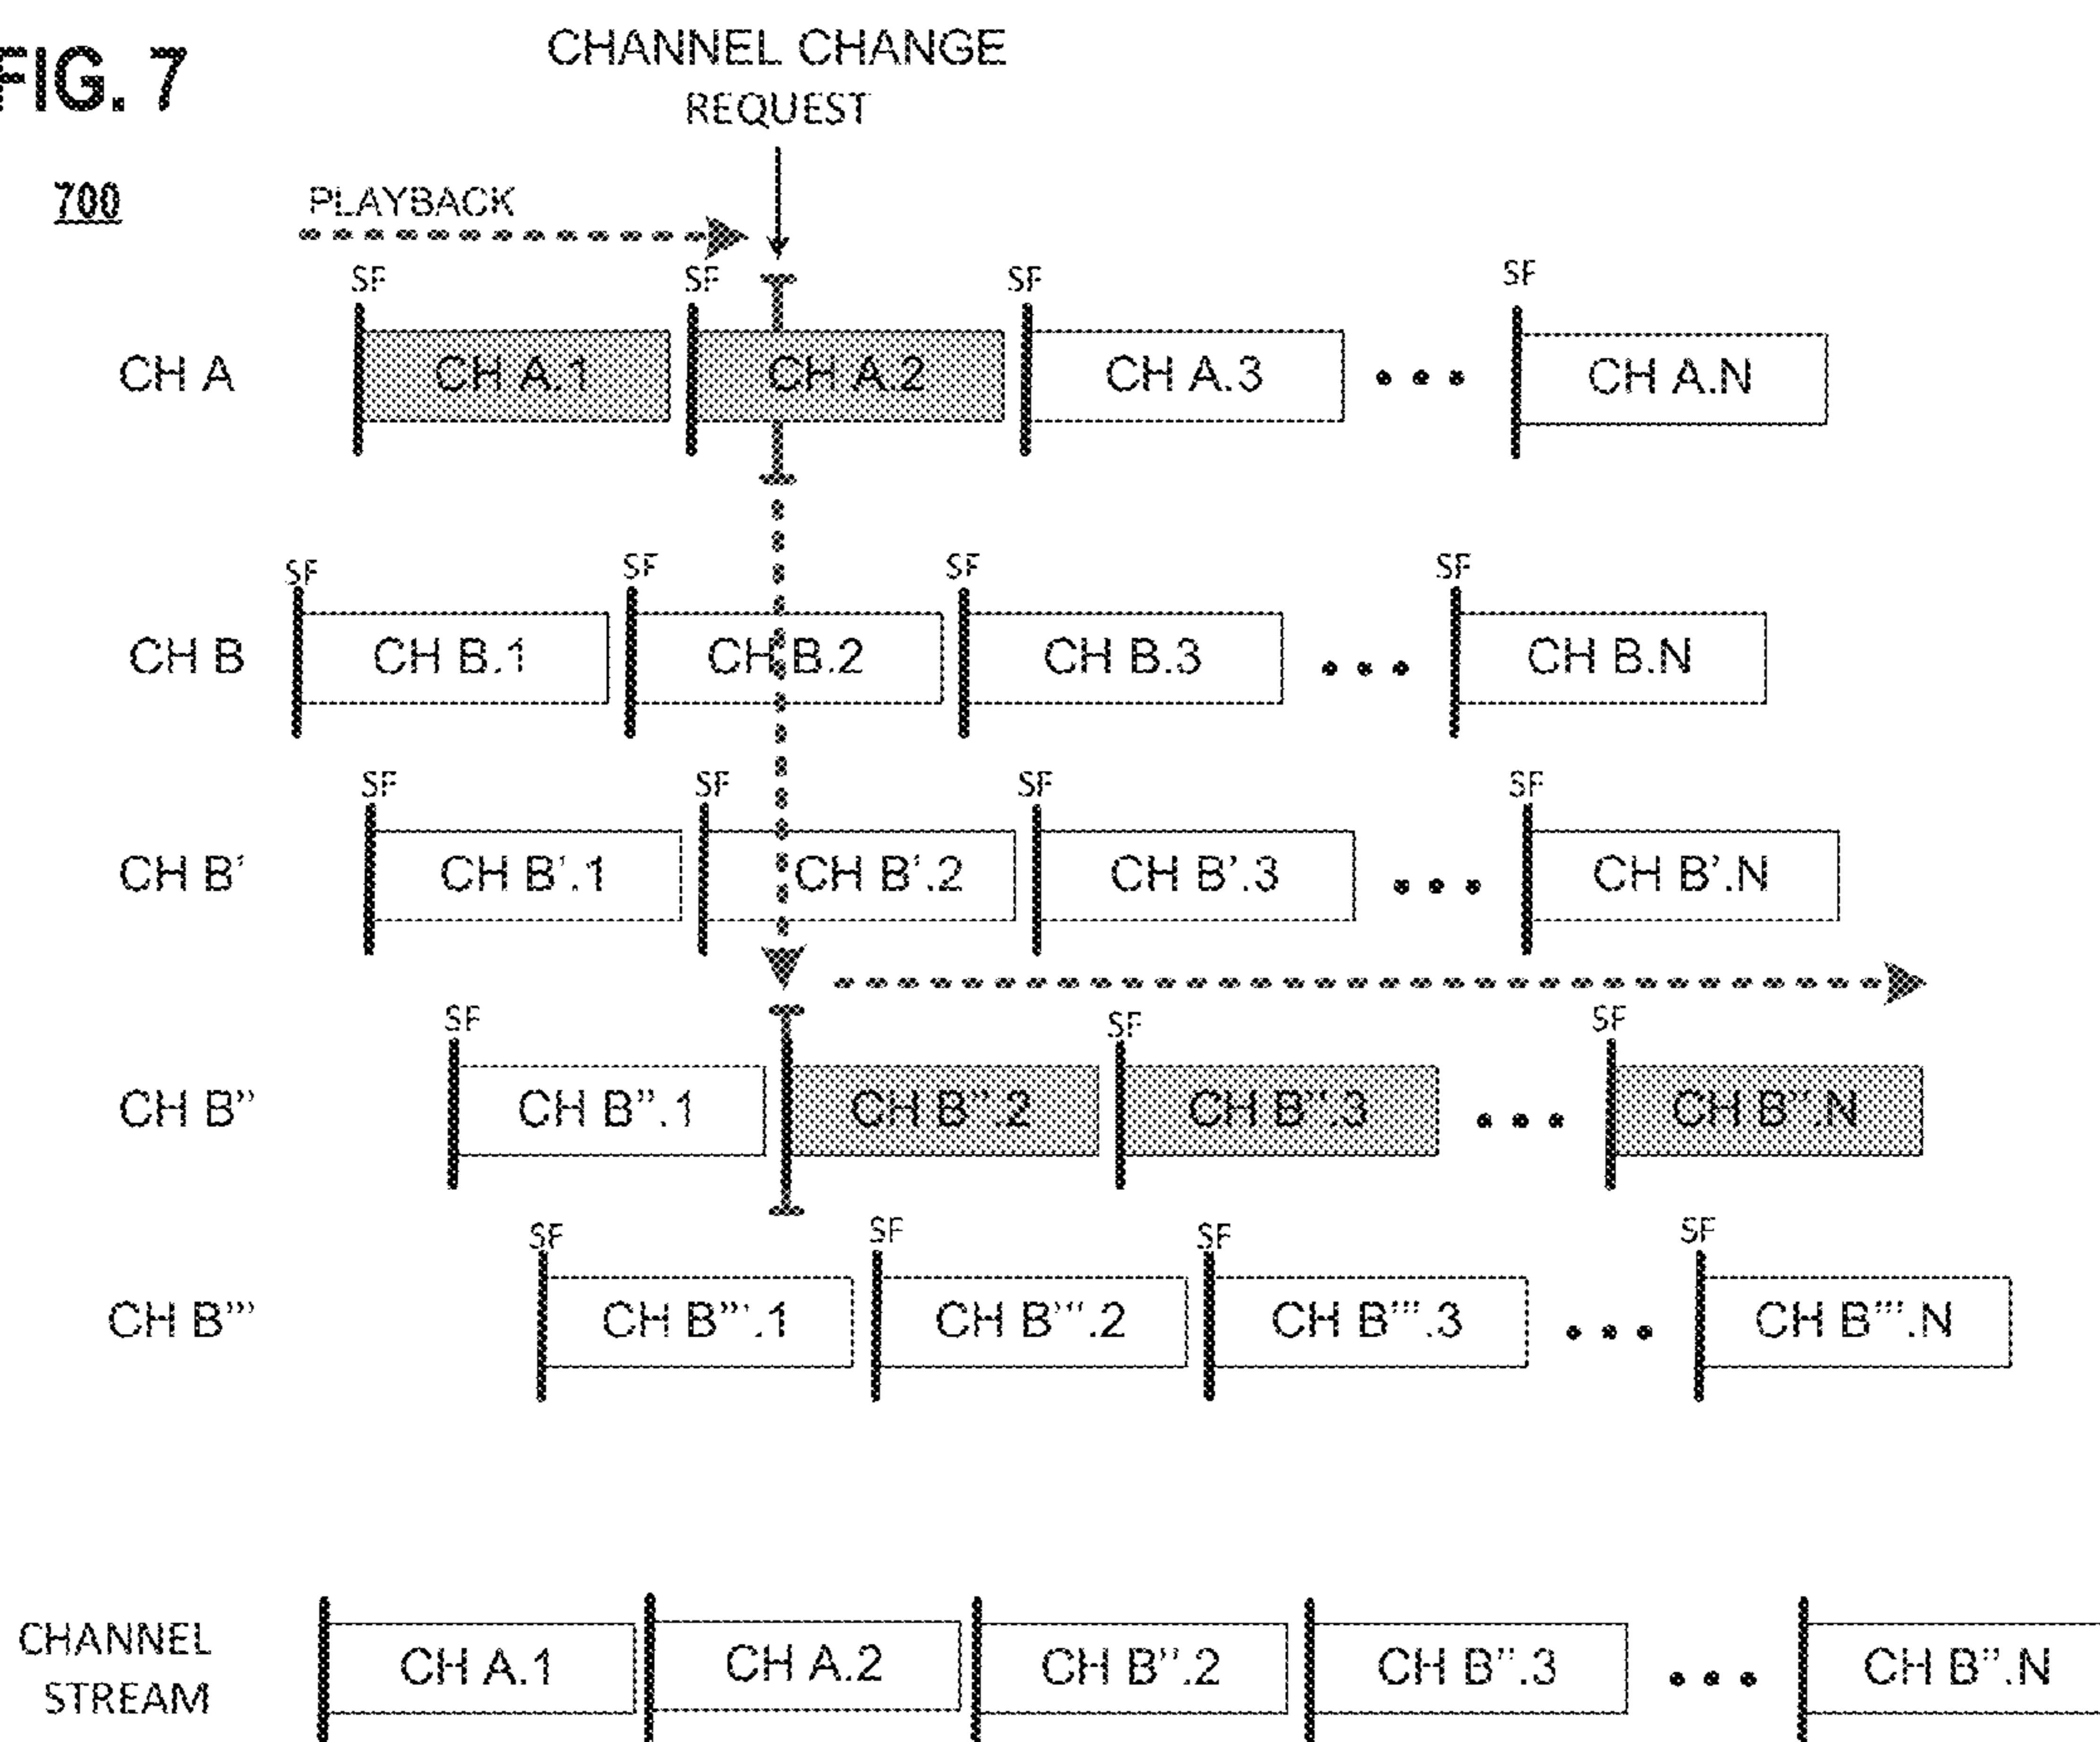 FIG. 7
CHANNEL CHANGE
REQUEST
700
PLAYBACK
SF SF SF SF
CH A CH A.1 CH A.2 CH A.3 ••• CH A.N
SF SF SF SF
CH B CH B.1 CH B.2 CH B.3 ••• CH B.N
SF SF SF SF
CH B' CH B'.1 CH B'.2 CH B'.3 ••• CH B'.N
SF SF SF
CH B'' CH B''.1 CH B''.2 CH B''.3 ••• CH B''.N
SF SF SF SF
CH B''' CH B'''.1 CH B'''.2 CH B'''.3 ••• CH B'''.N
CHANNEL
STREAM
CH A.1 CH A.2 CH B''.2 CH B''.3 ••• CH B''.N